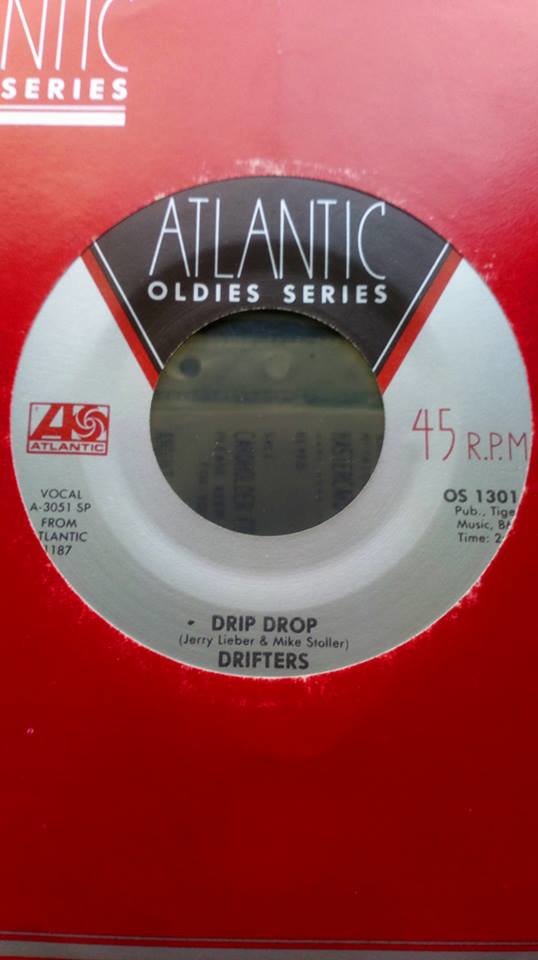 NTIC
SERIES
ATLANTIC
OLDIES SERIES
ATLANTIC
45 R.P.M
VOCAL
A-3051 SP
FROM
TLANTIC
1187
OS 1301
Pub., Tige
Music, B
Time: 2
DRIP DROP
(Jerry Lieber & Mike Stoller)
DRIFTERS